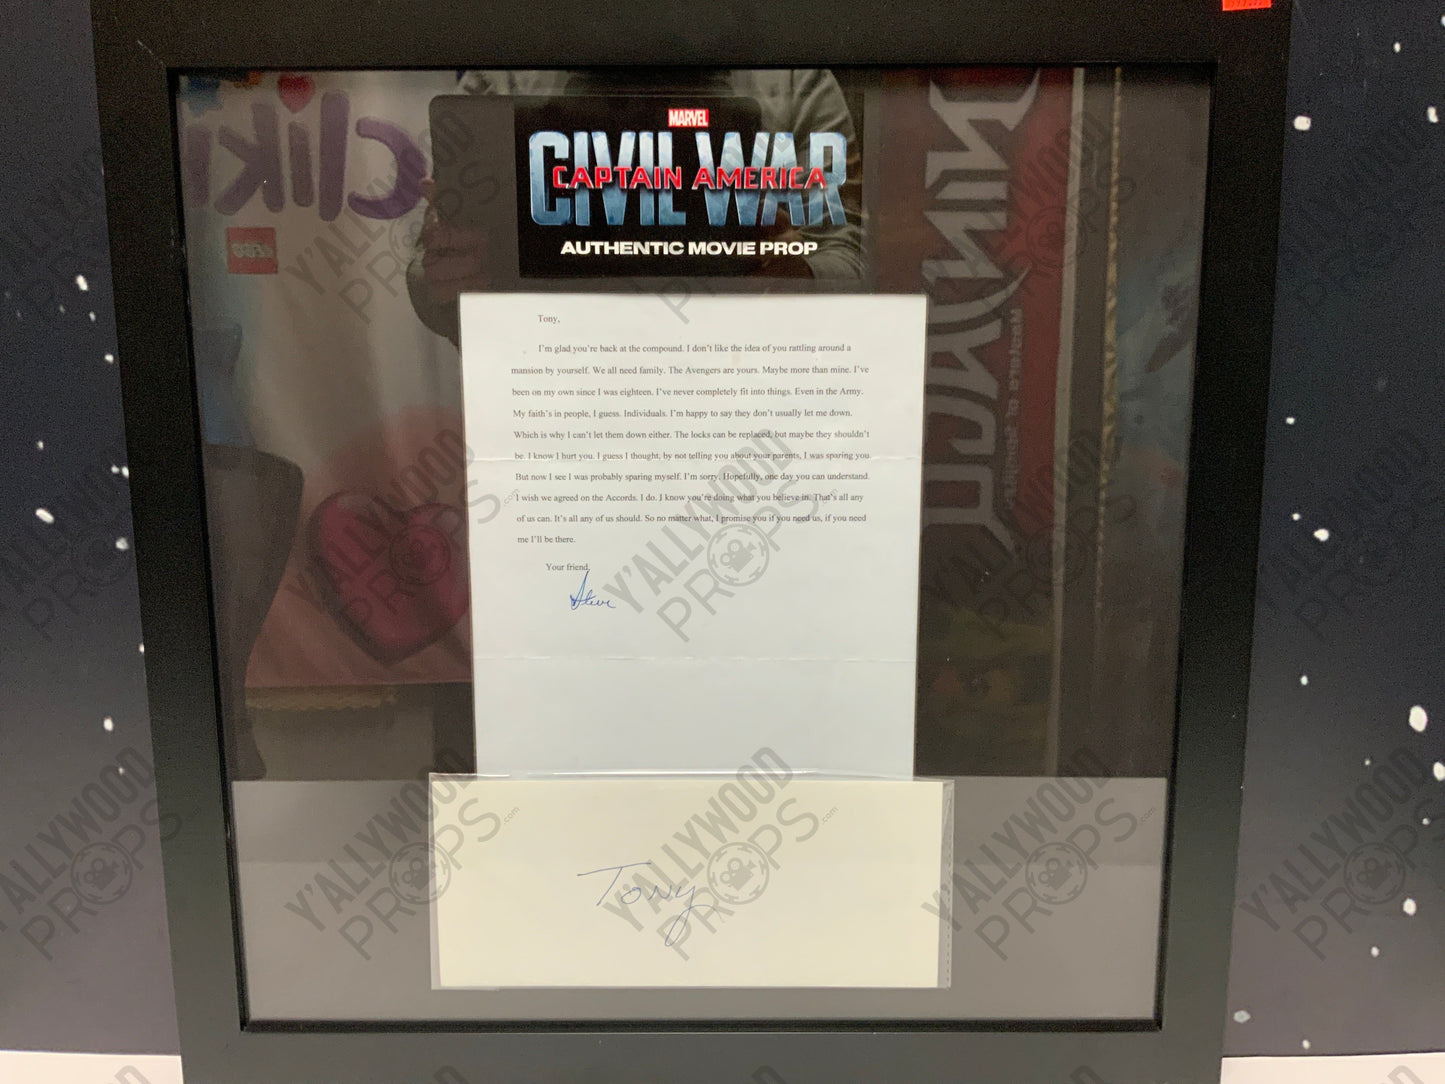 MARVEL
CIVIL WAR
CAPTAIN AMERICA
AUTHENTIC MOVIE PROP
Tony,
I'm glad you're back at the compound. I don't like the idea of you rattling around a
mansion by yourself. We all need family. The Avengers are yours. Maybe more than mine. I've
been on my own since I was eighteen. I've never completely fit into things. Even in the Army.
My faith's in people, I guess. Individuals. I'm happy to say they don't usually let me down.
Which is why I can't let them down either. The locks can be replaced, but maybe they shouldn't
be. I know I hurt you. I guess I thought, by not telling you about your parents, I was sparing you.
But now I see I was probably sparing myself. I'm sorry. Hopefully, one day you can understand.
I wish we agreed on the Accords. I do. I know you're doing what you believe in. That's all any
of us can. It's all any of us should. So no matter what, I promise you if you need us, if you need
me I'll be there.
Your friend,
Steve
Tony
Y'ALLYWOOD
PROPS
.com